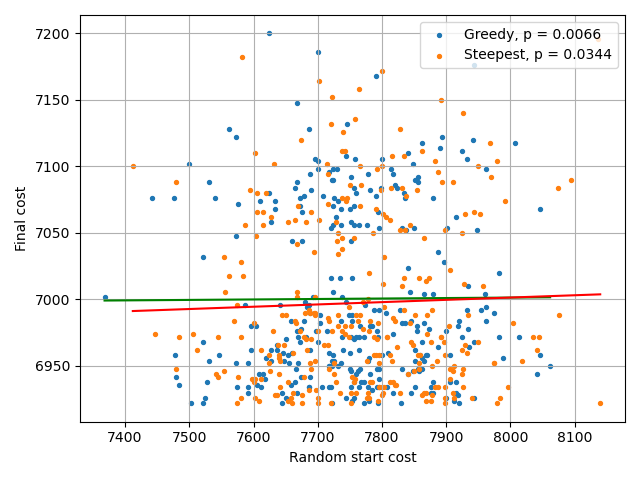 Greedy, p = 0.0066
Steepest, p = 0.0344
7200
7150
7100
7050
7000
6950
Final cost
7400 7500 7600 7700 7800 7900 8000 8100
Random start cost